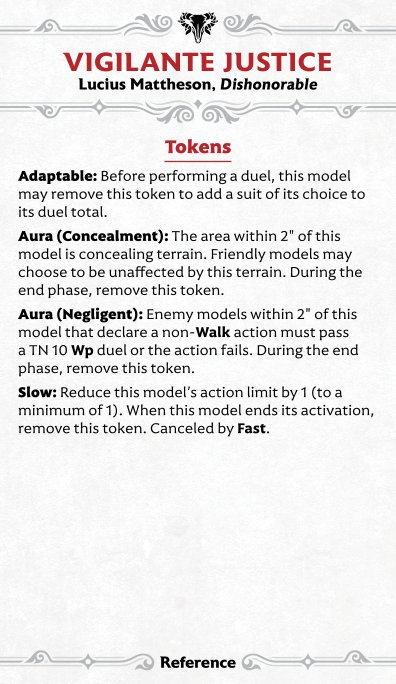 VIGILANTE JUSTICE
Lucius Mattheson, Dishonorable
Tokens
Adaptable: Before performing a duel, this model
may remove this token to add a suit of its choice to
its duel total.
Aura (Concealment): The area within 2" of this
model is concealing terrain. Friendly models may
choose to be unaffected by this terrain. During the
end phase, remove this token.
Aura (Negligent): Enemy models within 2" of this
model that declare a non-Walk action must pass
a TN 10 Wp duel or the action fails. During the end
phase, remove this token.
Slow: Reduce this model’s action limit by 1 (to a
minimum of 1). When this model ends its activation,
remove this token. Canceled by Fast.
Reference